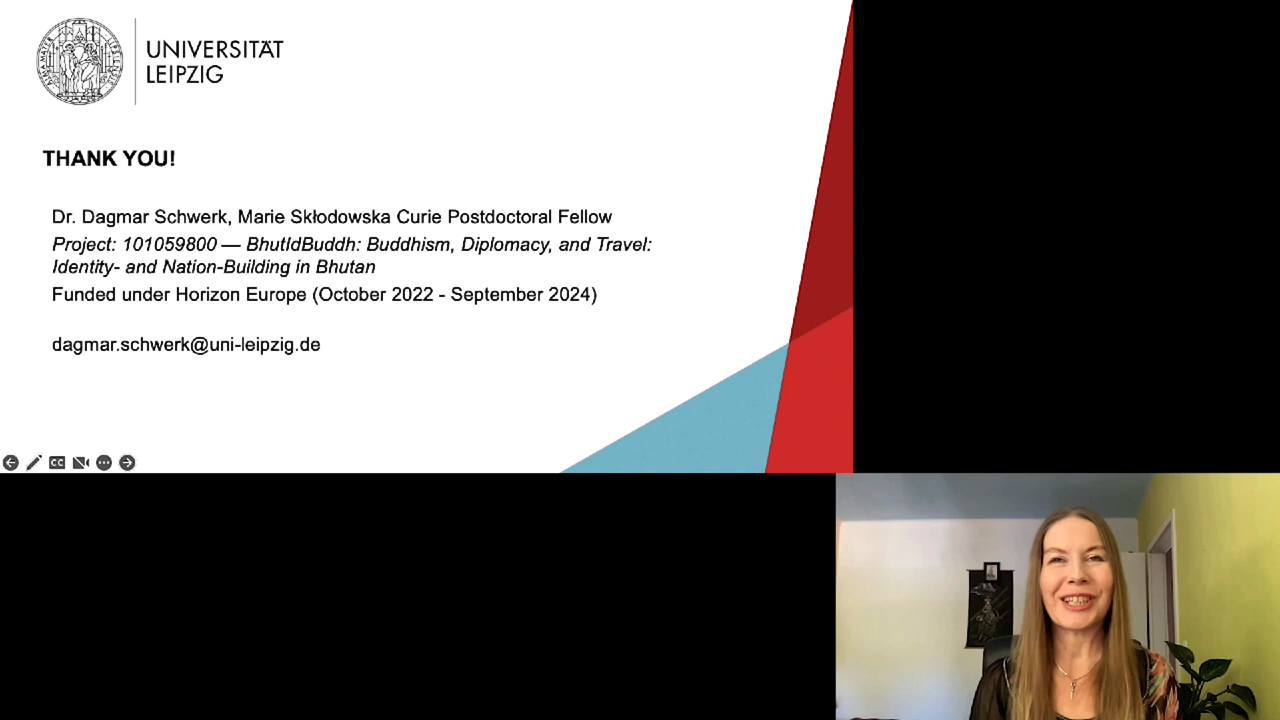 UNIVERSITÄT
LEIPZIG
THANK YOU!
Dr. Dagmar Schwerk, Marie Skłodowska Curie Postdoctoral Fellow
Project: 101059800 — BhutIdBuddh: Buddhism, Diplomacy, and Travel:
Identity- and Nation-Building in Bhutan
Funded under Horizon Europe (October 2022 - September 2024)
dagmar.schwerk@uni-leipzig.de
CC